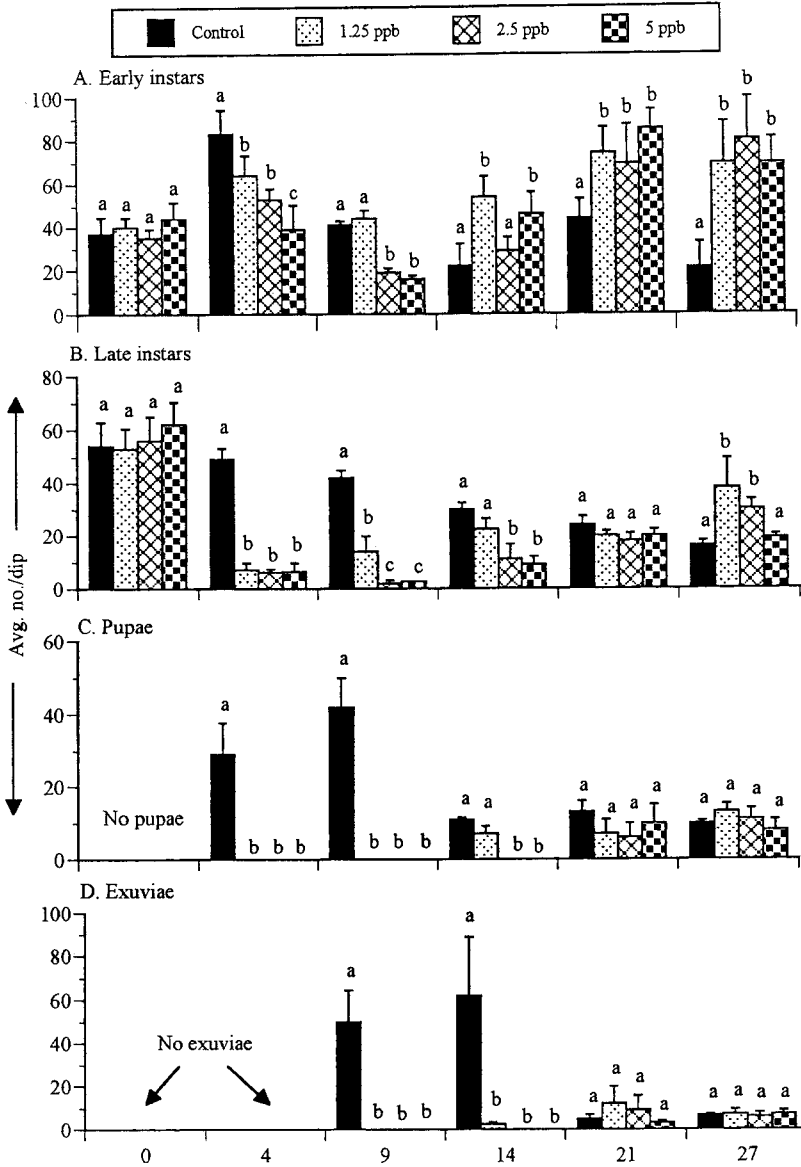 Control 1.25 ppb 2.5 ppb 5 ppb
A. Early instars
100
80
60
40
20
0
a a a a
a b b c
a a b b
a b a b
a b b b
a b b b
B. Late instars
80
60
40
20
0
a a a a
a b b b
a b c c
a a b b
a a a a
a b b a
Avg. no./dip
C. Pupae
60
40
20
0
No pupae
a b b b
a b b b
a a b b
a a a a
a a a a
D. Exuviae
100
80
60
40
20
0
No exuviae
a b b b
a b b b
a a a a
a a a a
0 4 9 14 21 27